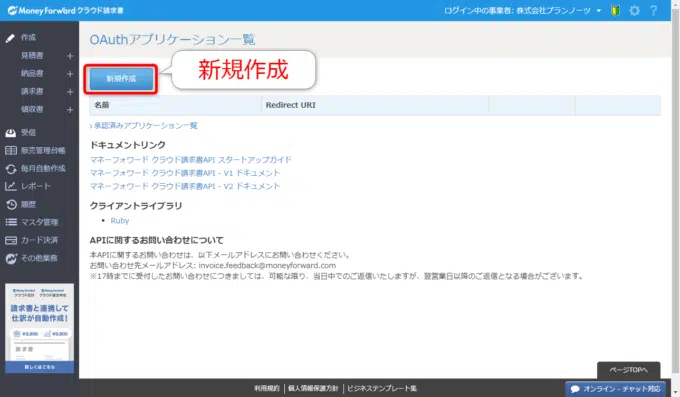 Money Forward クラウド請求書
ログイン中の事業者: 株式会社プランノーツ
作成
見積書
納品書
請求書
領収書
受信
販売管理台帳
毎月自動作成
レポート
履歴
マスタ管理
カード決済
その他業務
請求書と連携して
仕訳が自動作成!
請求書
詳しくはこちら
OAuthアプリケーション一覧
新規作成
新規作成
名前 Redirect URI
承認済みアプリケーション一覧
ドキュメントリンク
マネーフォワード クラウド請求書API スタートアップガイド
マネーフォワード クラウド請求書API - V1 ドキュメント
マネーフォワード クラウド請求書API - V2 ドキュメント
クライアントライブラリ
Ruby
APIに関するお問い合わせについて
本APIに関するお問い合わせは、以下メールアドレスにお問い合わせください。
お問い合わせ先メールアドレス: invoice.feedback@moneyforward.com
※17時までに受付したお問い合わせにつきましては、可能な限り、当日中でのご返信いたしますが、翌営業日以降のご返信となる場合がございます。
ページTOPへ
利用規約 | 個人情報保護方針 | ビジネステンプレート集
オンライン・チャット対応